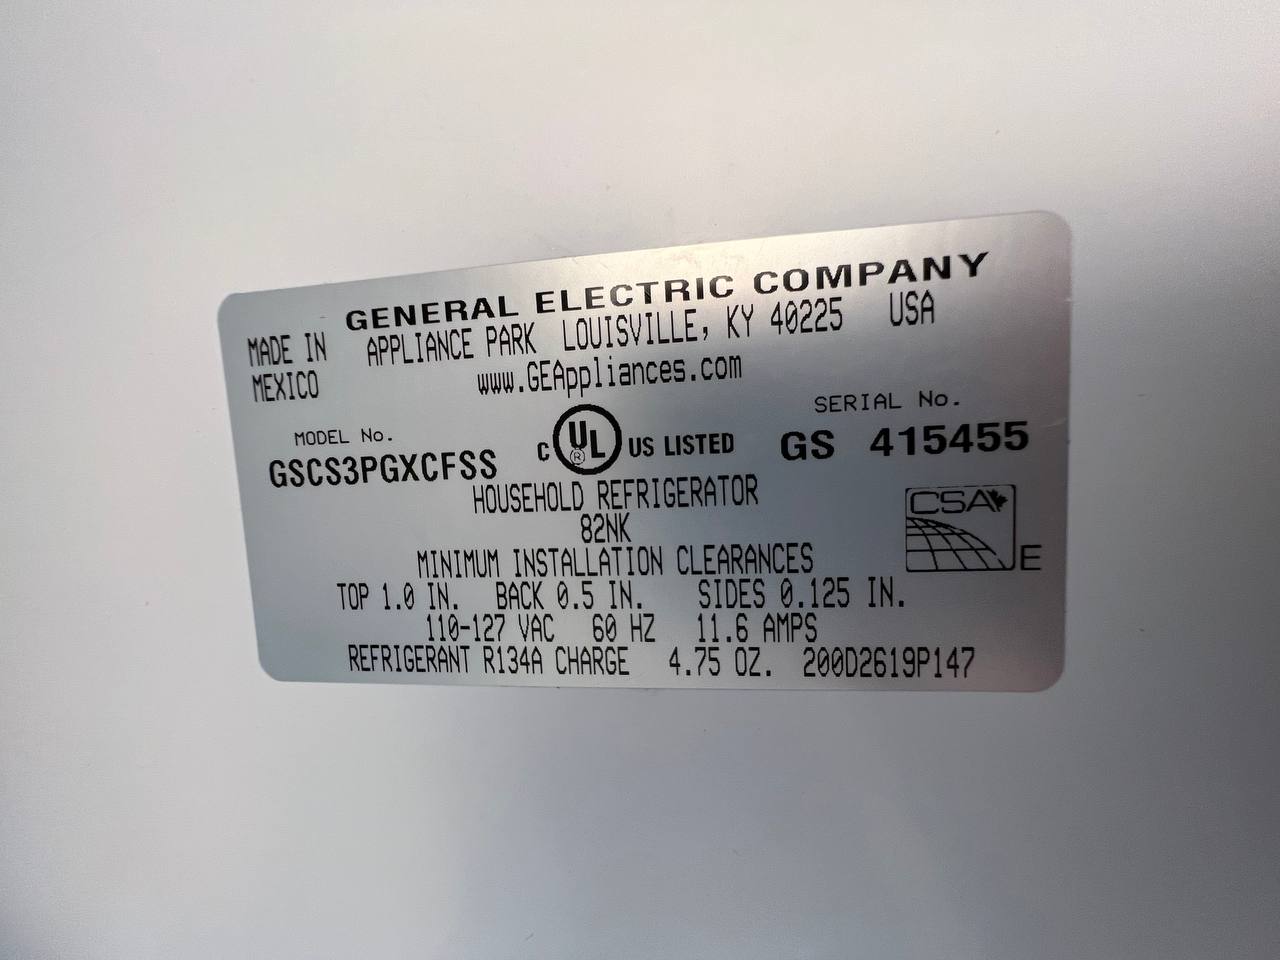 GENERAL ELECTRIC COMPANY
MADE IN APPLIANCE PARK LOUISVILLE, KY 40225 USA
MEXICO www.GEAppliances.com
MODEL No. SERIAL No.
GSCS3PGXCFSS C UL ® US LISTED GS 415455
HOUSEHOLD REFRIGERATOR
82NK
CSA
MINIMUM INSTALLATION CLEARANCES E
TOP 1.0 IN. BACK 0.5 IN. SIDES 0.125 IN.
110-127 VAC 60 HZ 11.6 AMPS
REFRIGERANT R134A CHARGE 4.75 OZ. 200D2619P147